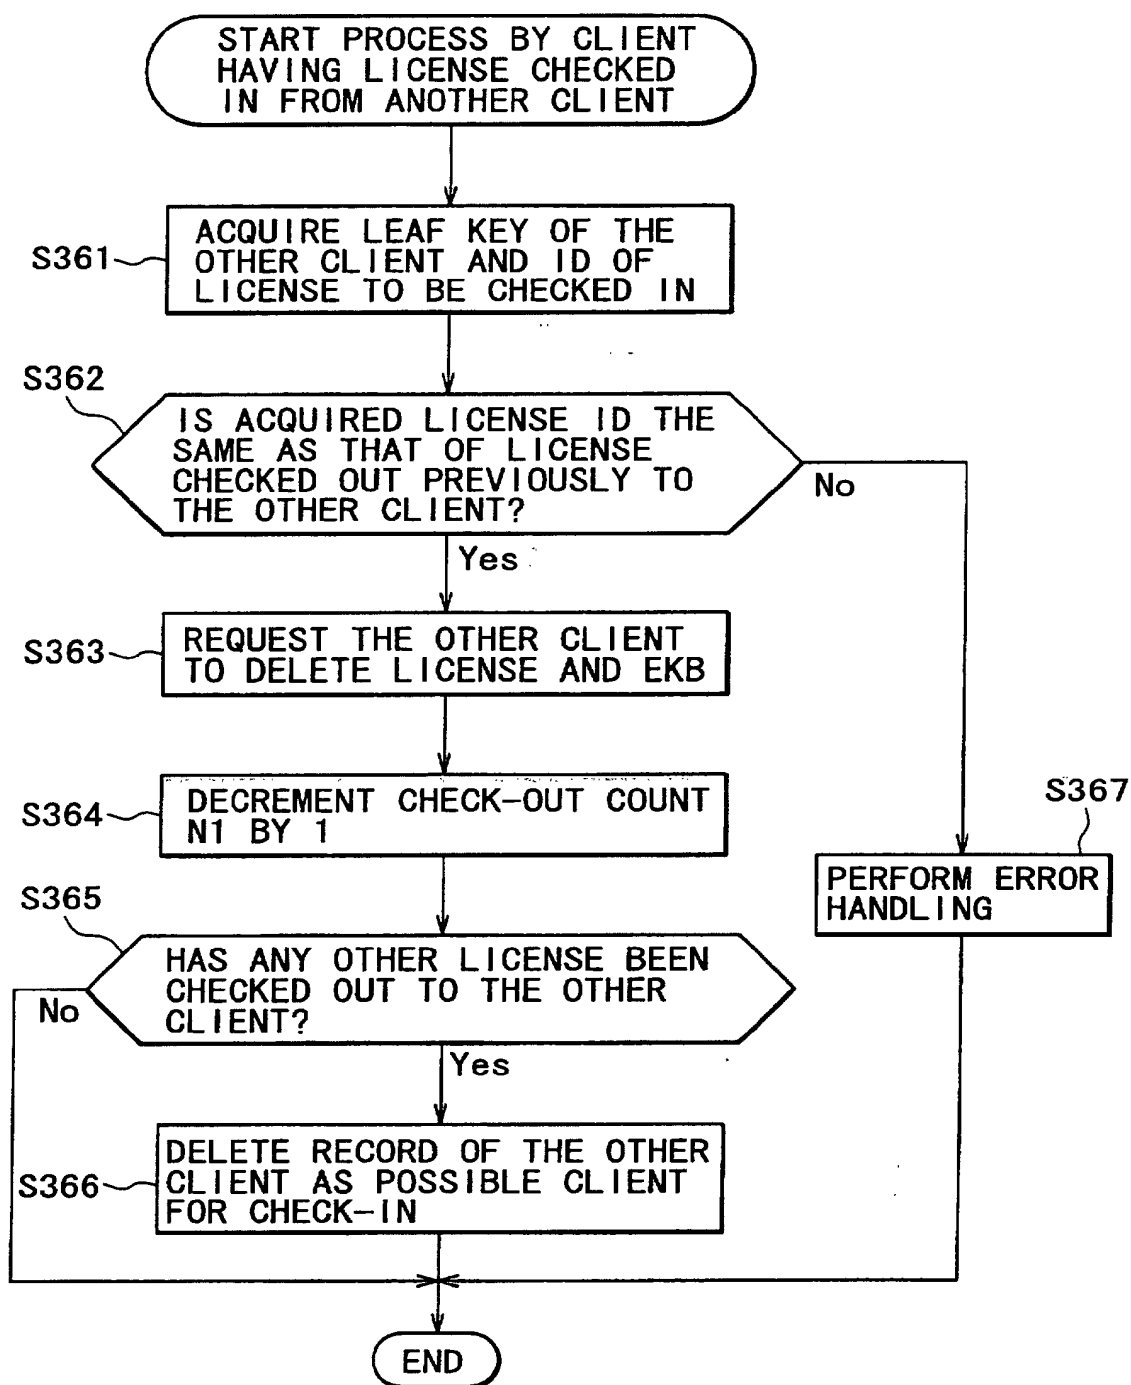 START PROCESS BY CLIENT
HAVING LICENSE CHECKED
IN FROM ANOTHER CLIENT
S361
ACQUIRE LEAF KEY OF THE
OTHER CLIENT AND ID OF
LICENSE TO BE CHECKED IN
S362
IS ACQUIRED LICENSE ID THE
SAME AS THAT OF LICENSE
CHECKED OUT PREVIOUSLY TO
THE OTHER CLIENT?
No
Yes
S363
REQUEST THE OTHER CLIENT
TO DELETE LICENSE AND EKB
S364
DECREMENT CHECK-OUT COUNT
N1 BY 1
S367
PERFORM ERROR
HANDLING
S365
HAS ANY OTHER LICENSE BEEN
CHECKED OUT TO THE OTHER
CLIENT?
No
Yes
S366
DELETE RECORD OF THE OTHER
CLIENT AS POSSIBLE CLIENT
FOR CHECK-IN
END